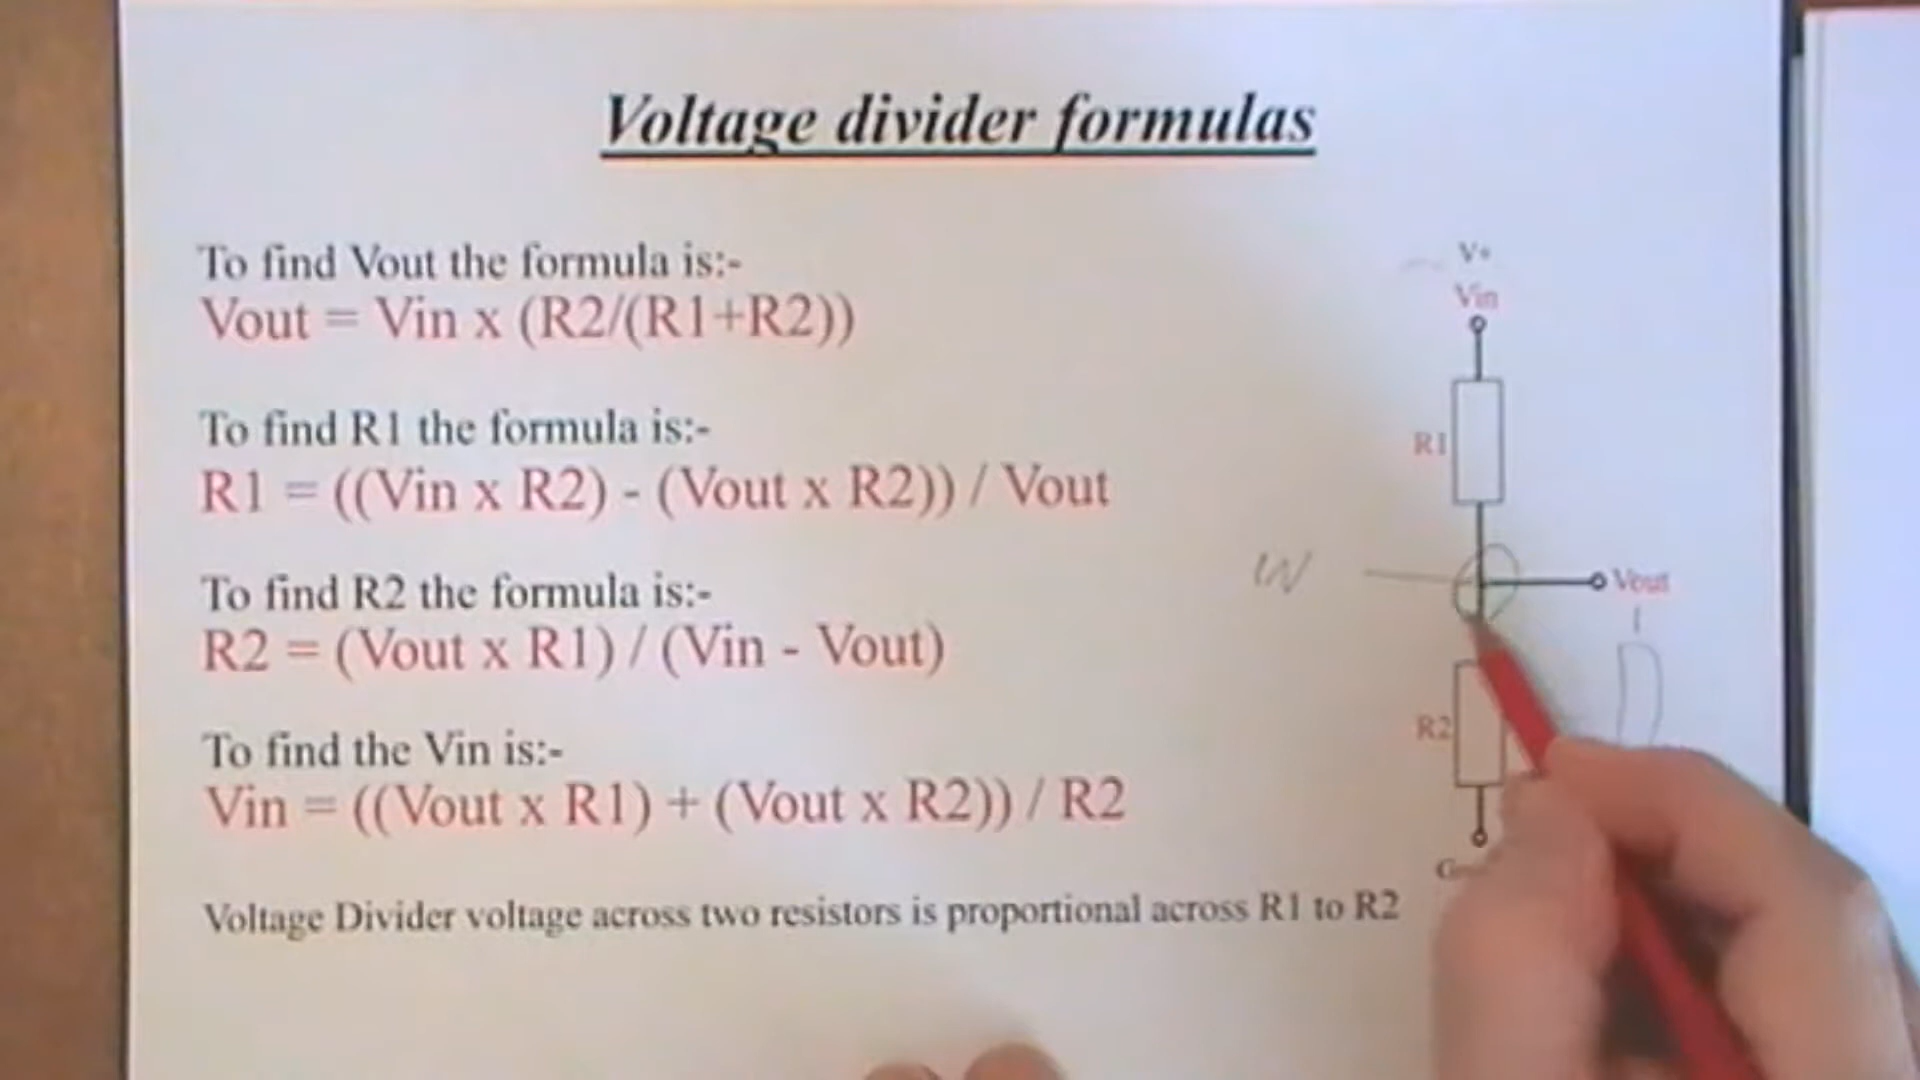 Voltage divider formulas
To find Vout the formula is:-
Vout = Vin x (R2/(R1+R2))
To find R1 the formula is:-
R1 = ((Vin x R2) - (Vout x R2)) / Vout
To find R2 the formula is:-
R2 = (Vout x R1) / (Vin - Vout)
To find the Vin is:-
Vin = ((Vout x R1) + (Vout x R2)) / R2
Voltage Divider voltage across two resistors is proportional across R1 to R2
V+
Vin
R1
Vout
R2